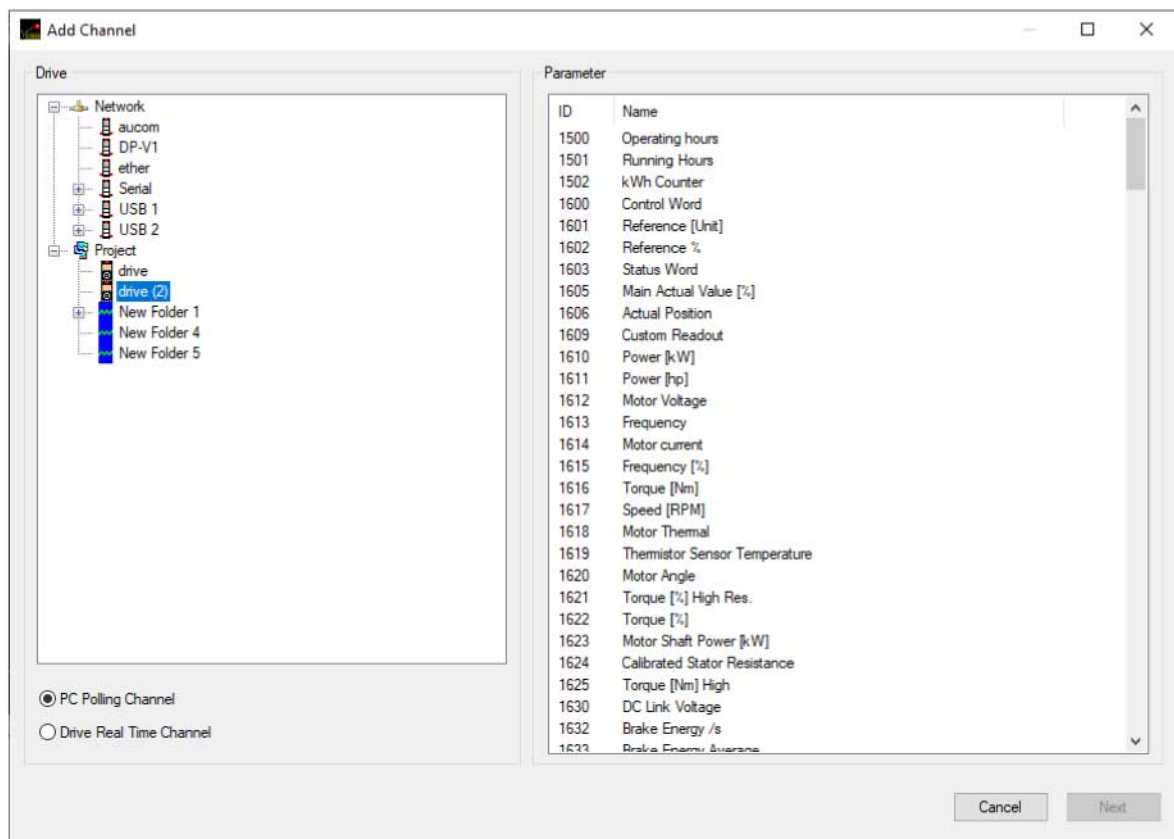 Add Channel
Drive
Network
aucom
DP-V1
ether
Serial
USB 1
USB 2
Project
drive
drive (2)
New Folder 1
New Folder 4
New Folder 5
PC Polling Channel
Drive Real Time Channel
Parameter
ID Name
1500 Operating hours
1501 Running Hours
1502 kWh Counter
1600 Control Word
1601 Reference [Unit]
1602 Reference %
1603 Status Word
1605 Main Actual Value [%]
1606 Actual Position
1609 Custom Readout
1610 Power [kW]
1611 Power [hp]
1612 Motor Voltage
1613 Frequency
1614 Motor current
1615 Frequency [%]
1616 Torque [Nm]
1617 Speed [RPM]
1618 Motor Thermal
1619 Thermistor Sensor Temperature
1620 Motor Angle
1621 Torque [%] High Res.
1622 Torque [%]
1623 Motor Shaft Power [kW]
1624 Calibrated Stator Resistance
1625 Torque [Nm] High
1630 DC Link Voltage
1632 Brake Energy /s
1633 Brake Energy Average
Cancel Next